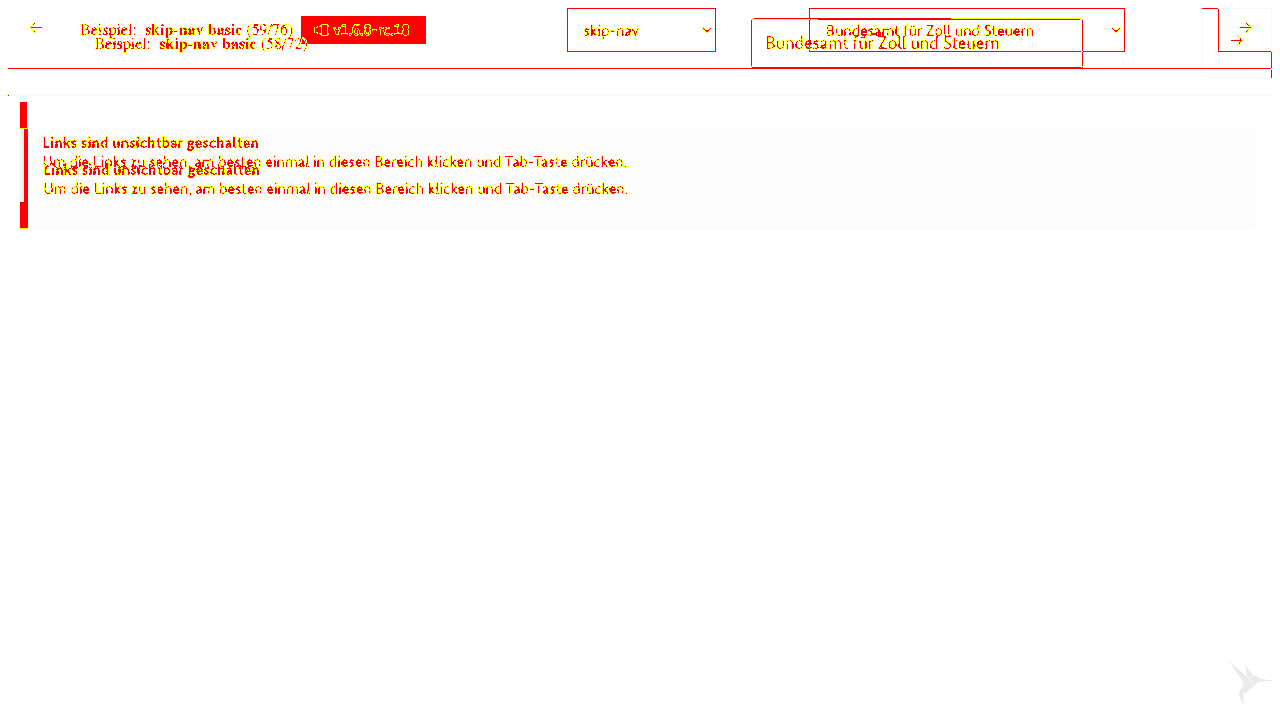 Beispiel: skip-nav basic (59/76) v1.6.0-rc.18 skip-nav Bundesamt für Zoll und Steuern
Beispiel: skip-nav basic (58/72) Bundesamt für Zoll und Steuern
Links sind unsichtbar geschalten
Um die Links zu sehen, am besten einmal in diesen Bereich klicken und Tab-Taste drücken.
Links sind unsichtbar geschalten
Um die Links zu sehen, am besten einmal in diesen Bereich klicken und Tab-Taste drücken.